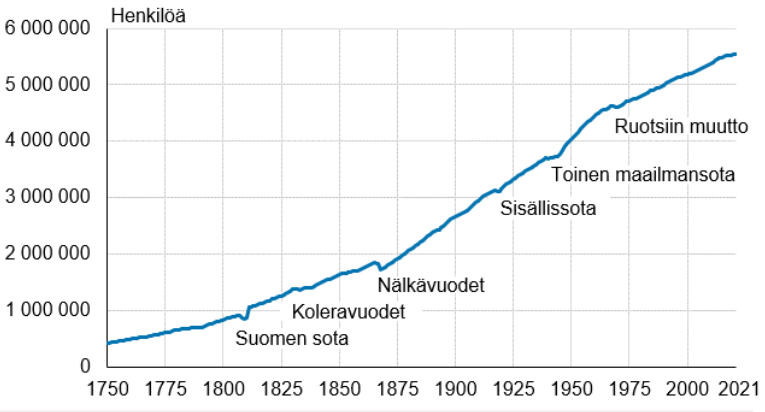 Henkilöä
6 000 000
5 000 000
4 000 000
3 000 000
2 000 000
1 000 000
0
Ruotsiin muutto
Toinen maailmansota
Sisällissota
Nälkävuodet
Koleravuodet
Suomen sota
1750 1775 1800 1825 1850 1875 1900 1925 1950 1975 2000 2021